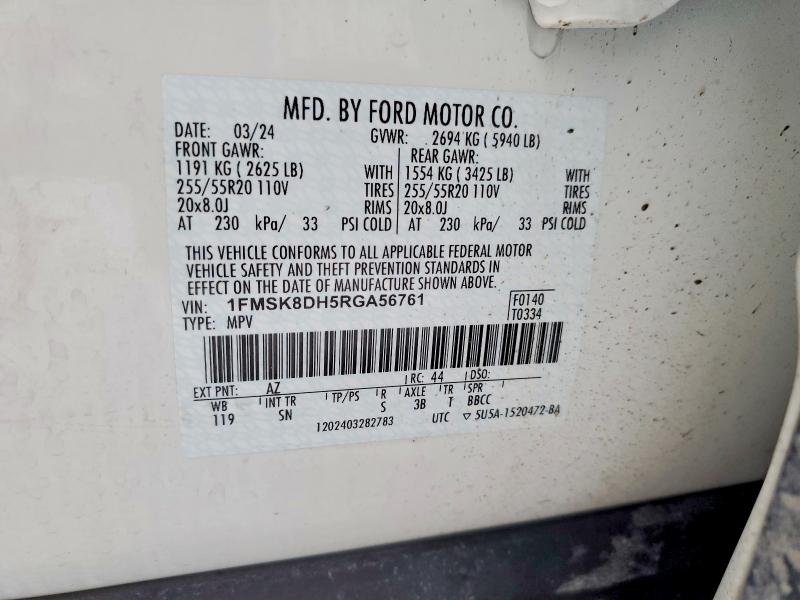 MFD. BY FORD MOTOR CO.
DATE: 03/24 GVWR: 2694 KG ( 5940 LB)
FRONT GAWR: REAR GAWR:
1191 KG ( 2625 LB) WITH 1554 KG ( 3425 LB) WITH
255/55R20 110V TIRES 255/55R20 110V TIRES
20x8.0J RIMS 20x8.0J RIMS
AT 230 kPa/ 33 PSI COLD AT 230 kPa/ 33 PSI COLD
THIS VEHICLE CONFORMS TO ALL APPLICABLE FEDERAL MOTOR
VEHICLE SAFETY AND THEFT PREVENTION STANDARDS IN
EFFECT ON THE DATE OF MANUFACTURE SHOWN ABOVE.
VIN: 1FMSK8DH5RGA56761 F0140
TYPE: MPV T0334
EXT PNT: AZ RC: 44 DSO:
WB INT TR TP/PS R AXLE TR SPR
119 SN S 3B T BBCC
1202403282783 UTC ▽ 5U5A-1520472-BA